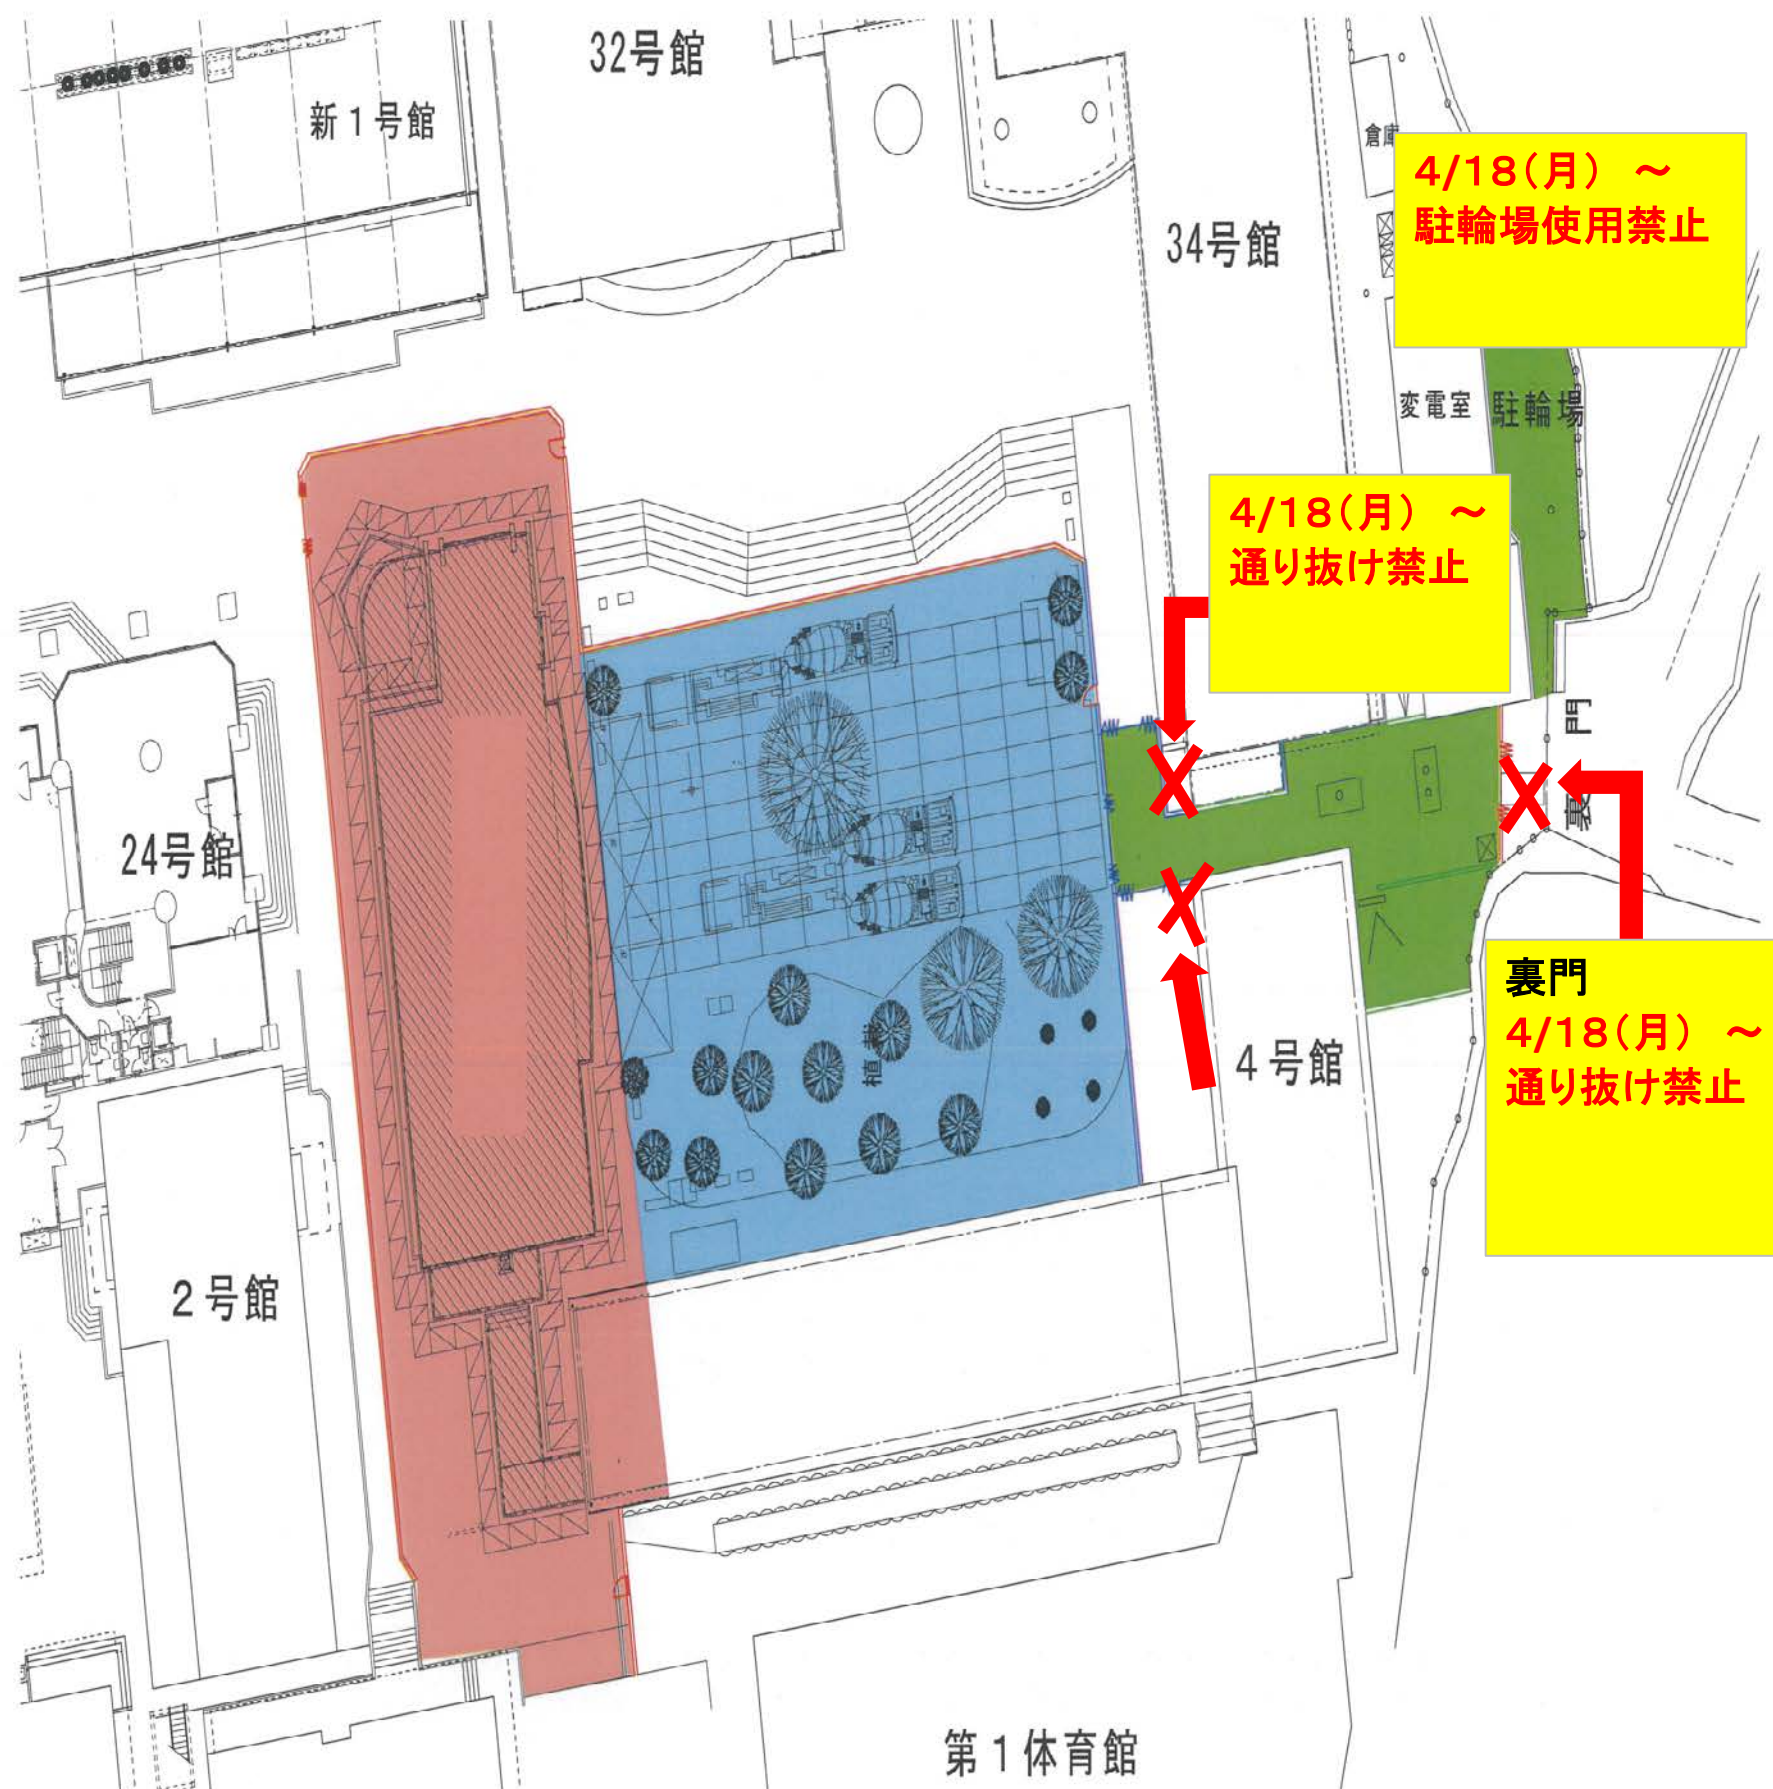 32号館
新１号館
倉庫
4/18（月） ～
駐輪場使用禁止
34号館
変電室
駐輪場
4/18（月） ～
通り抜け禁止
裏門
24号館
裏門
4/18（月） ～
通り抜け禁止
植
４号館
２号館
第１体育館